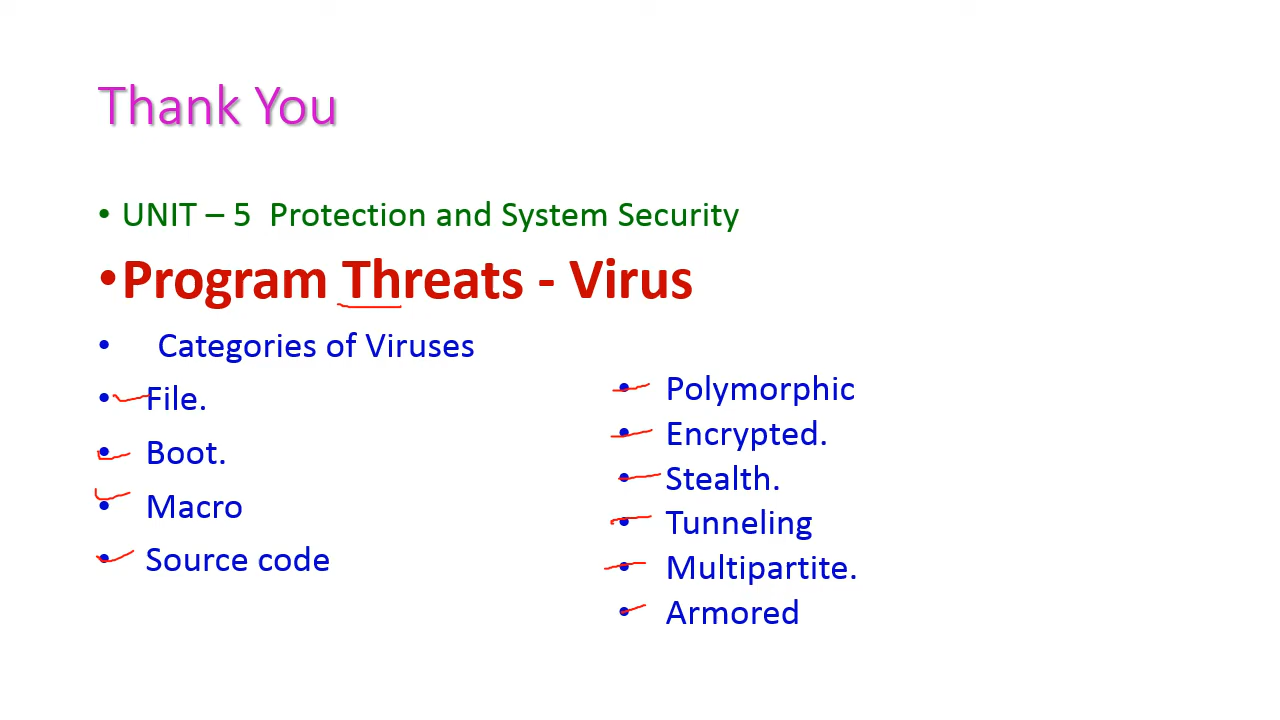 Thank You
• UNIT – 5 Protection and System Security
•Program Threats - Virus
• Categories of Viruses
• File.
• Boot.
• Macro
• Source code
• Polymorphic
• Encrypted.
• Stealth.
• Tunneling
• Multipartite.
• Armored